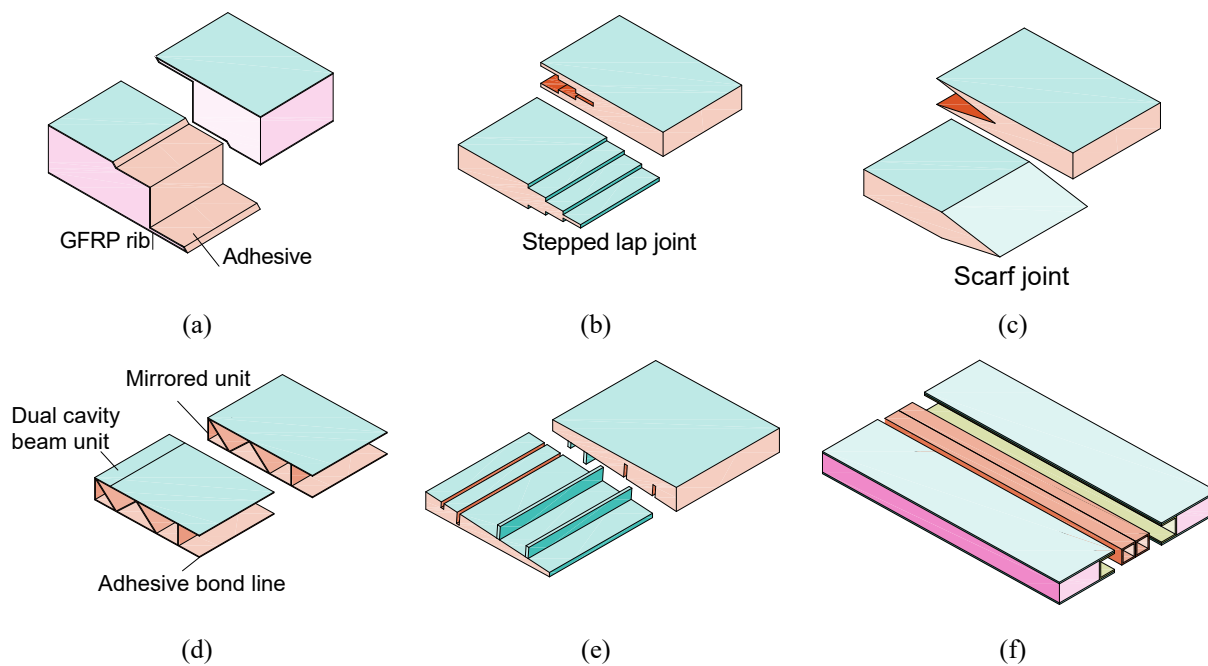 GFRP rib
Adhesive
(a)
Stepped lap joint
(b)
Scarf joint
(c)
Mirrored unit
Dual cavity
beam unit
Adhesive bond line
(d)
(e)
(f)